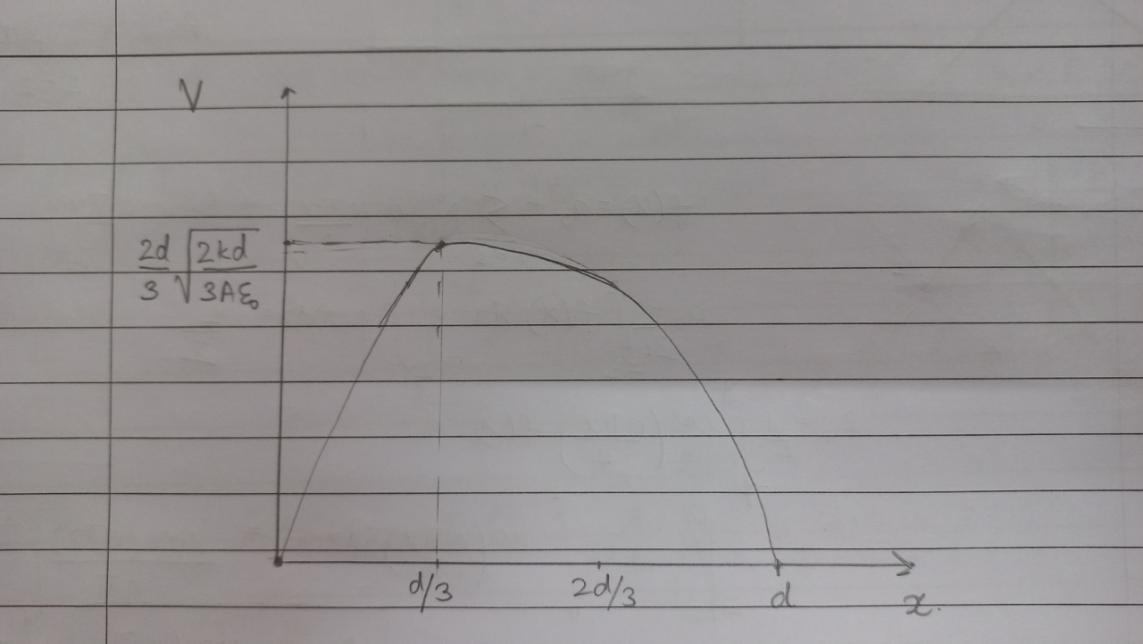 V
2d/3 √(2kd/3Aε₀)
d/3 2d/3 d x.